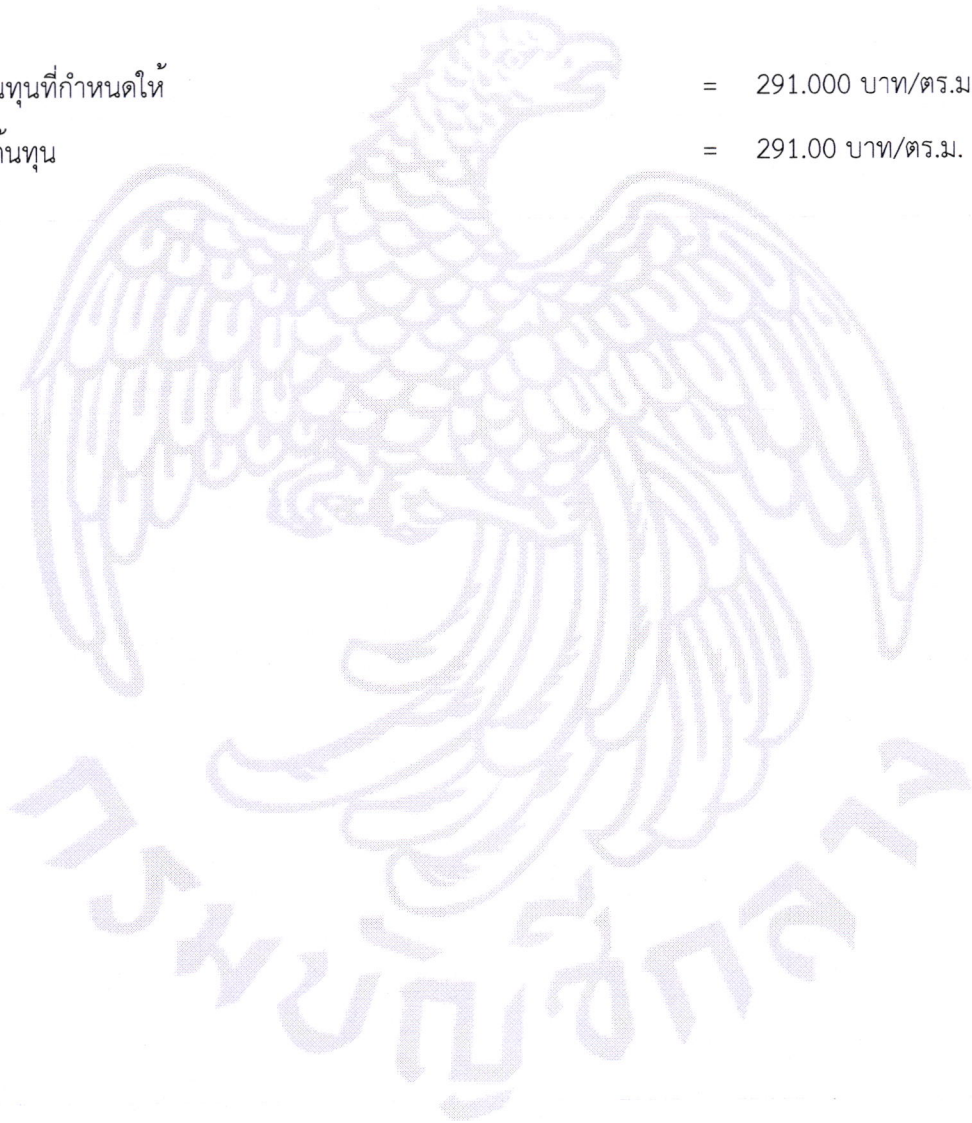 นทุนที่กำหนดให้ = 291.000 บาท/ตร.ม
้นทุน = 291.00 บาท/ตร.ม.
กรมบัญชีกลาง